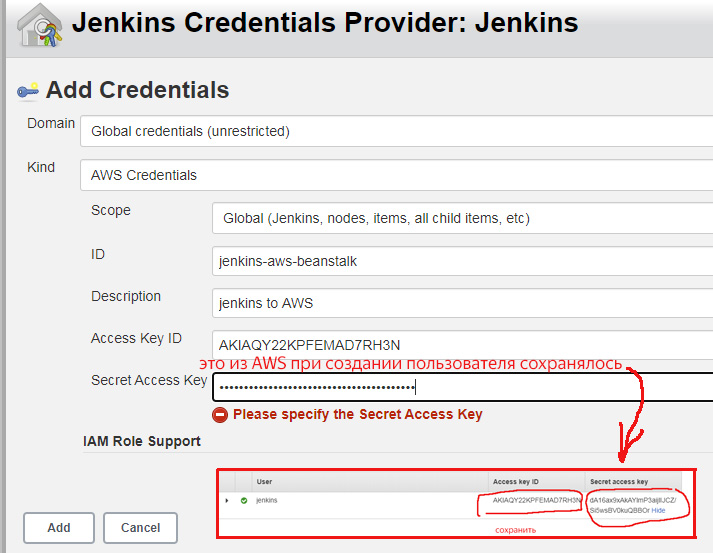 Jenkins Credentials Provider: Jenkins
Add Credentials
Domain
Global credentials (unrestricted)
Kind
AWS Credentials
Scope
Global (Jenkins, nodes, items, all child items, etc)
ID
jenkins-aws-beanstalk
Description
jenkins to AWS
Access Key ID
AKIAQY22KPFEMAD7RH3N
это из AWS при создании пользователя сохранялось
Secret Access Key
Please specify the Secret Access Key
IAM Role Support
User Access key ID Secret access key
jenkins AKIAQY22KPFEMAD7RH3N
Hide
сохранить
Add Cancel